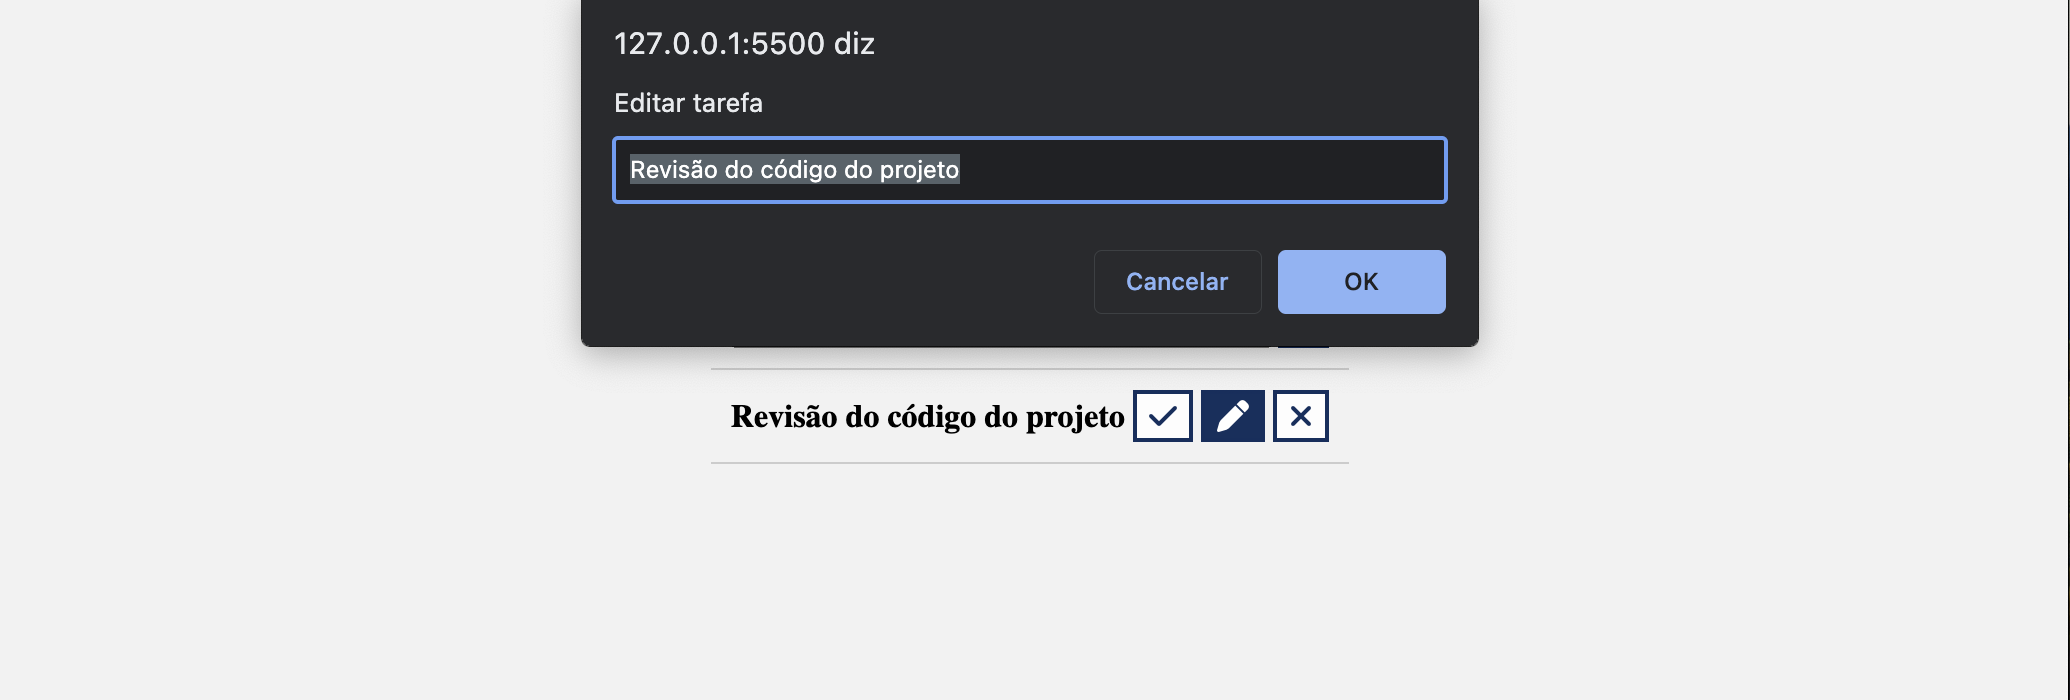 127.0.0.1:5500 diz
Editar tarefa
Revisão do código do projeto
Cancelar OK
Revisão do código do projeto